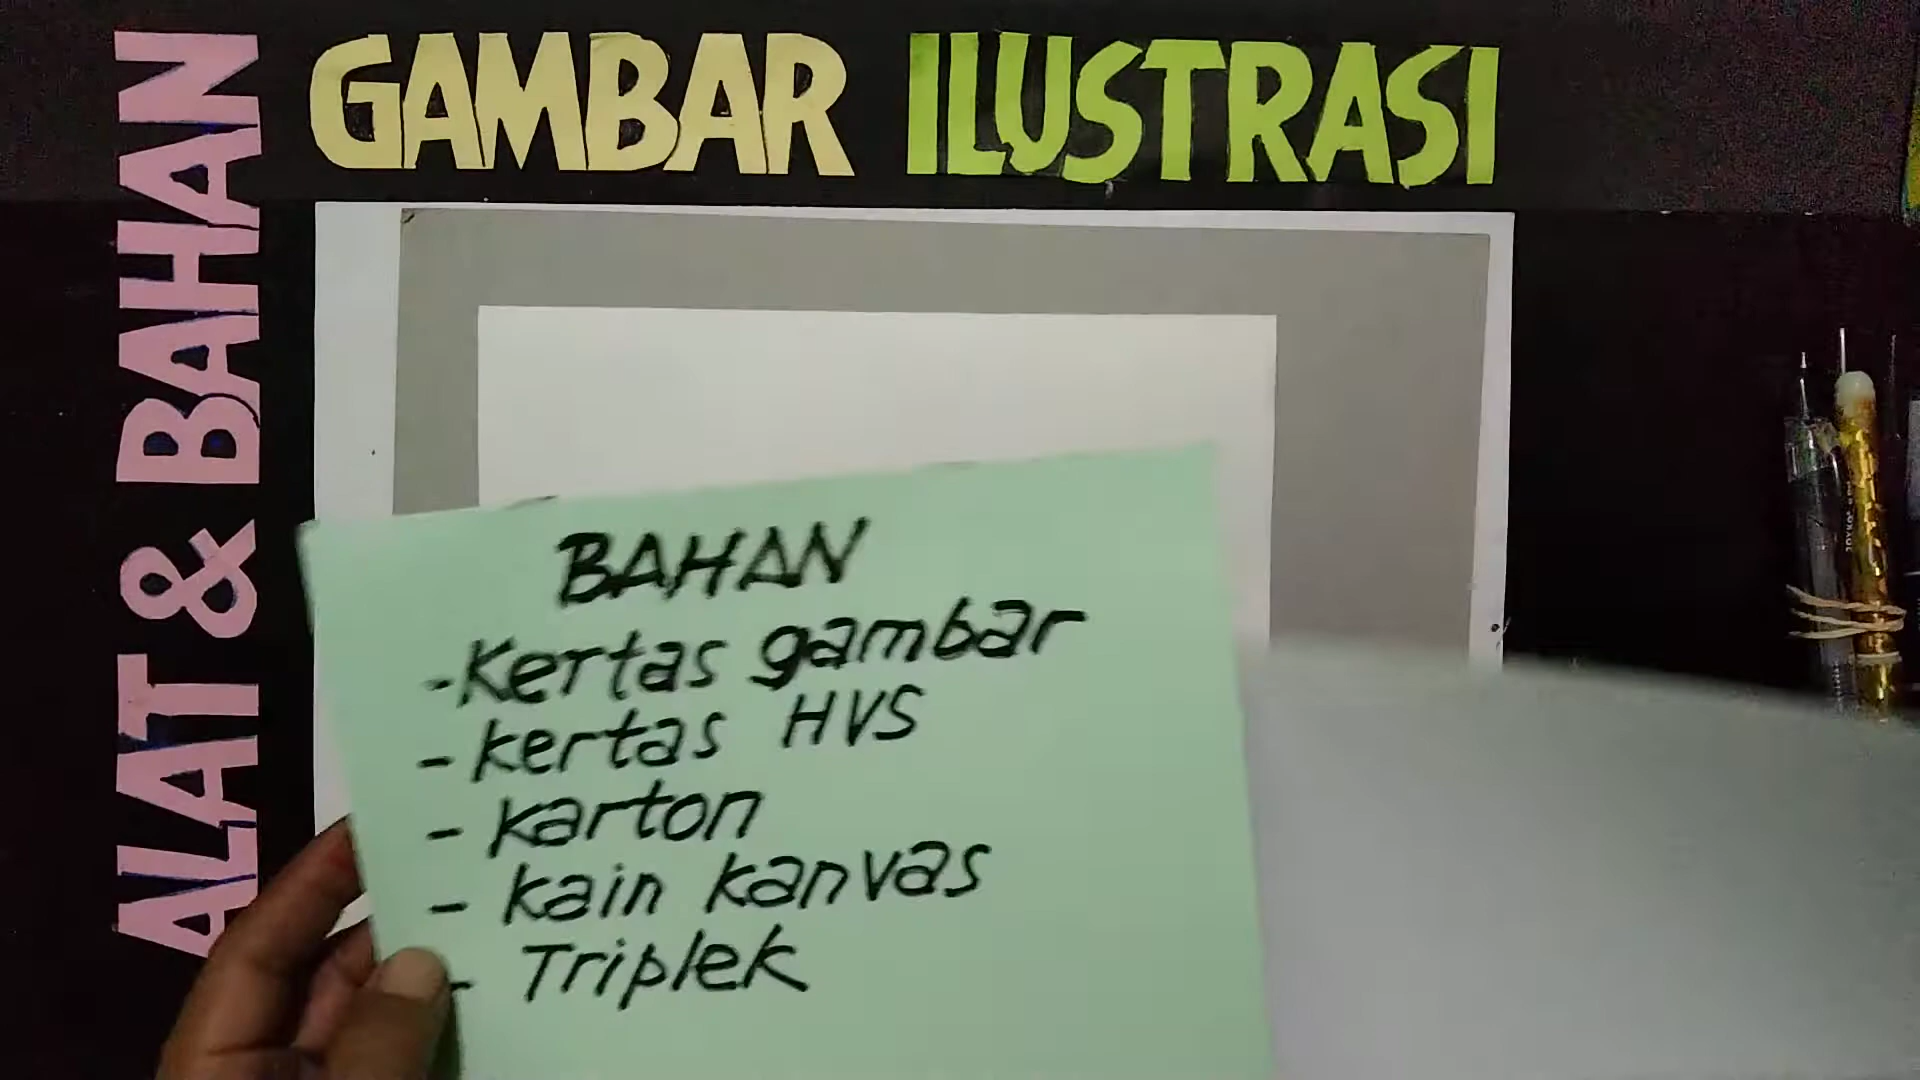 GAMBAR ILUSTRASI
ALAT & BAHAN
BAHAN
- Kertas gambar
- kertas HVS
- karton
- kain kanvas
- Triplek